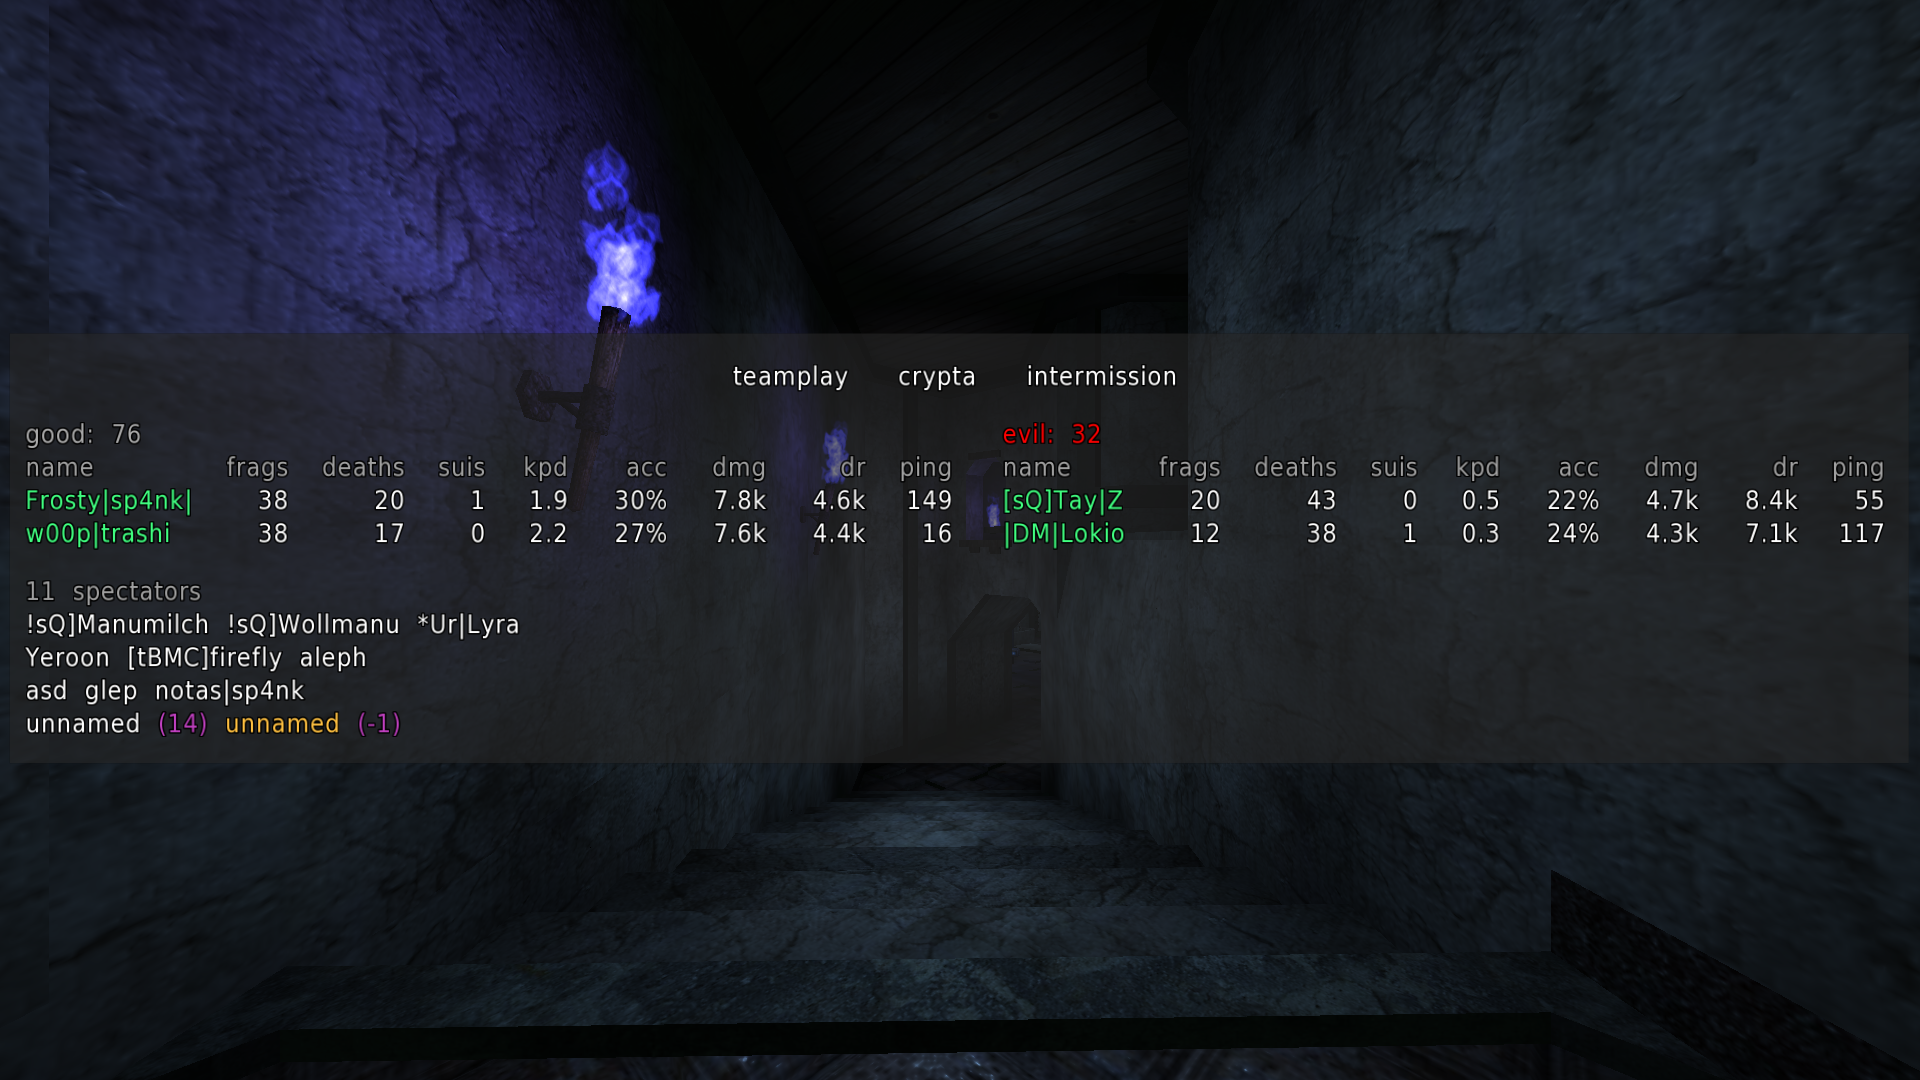 teamplay crypta intermission
good: 76
name frags deaths suis kpd acc dmg dr ping
Frosty|sp4nk| 38 20 1 1.9 30% 7.8k 4.6k 149
w00p|trashi 38 17 0 2.2 27% 7.6k 4.4k 16
evil: 32
name frags deaths suis kpd acc dmg dr ping
[sQ]Tay|Z 20 43 0 0.5 22% 4.7k 8.4k 55
|DM|Lokio 12 38 1 0.3 24% 4.3k 7.1k 117
11 spectators
!sQ]Manumilch !sQ]Wollmanu *Ur|Lyra
Yeroon [tBMC]firefly aleph
asd glep notas|sp4nk
unnamed (14) unnamed (-1)